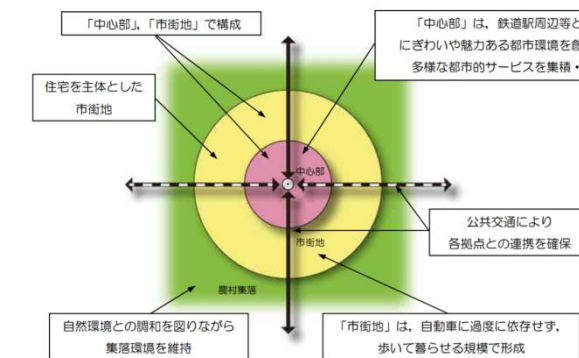 「中心部」，「市街地」で構成
「中心部」は，鉄道駅周辺等と
にぎわいや魅力ある都市環境を創
多様な都市的サービスを集積・
住宅を主体とした
市街地
中心部
公共交通により
各拠点との連携を確保
市街地
農村集落
自然環境との調和を図りながら
集落環境を維持
「市街地」は，自動車に過度に依存せず，
歩いて暮らせる規模で形成